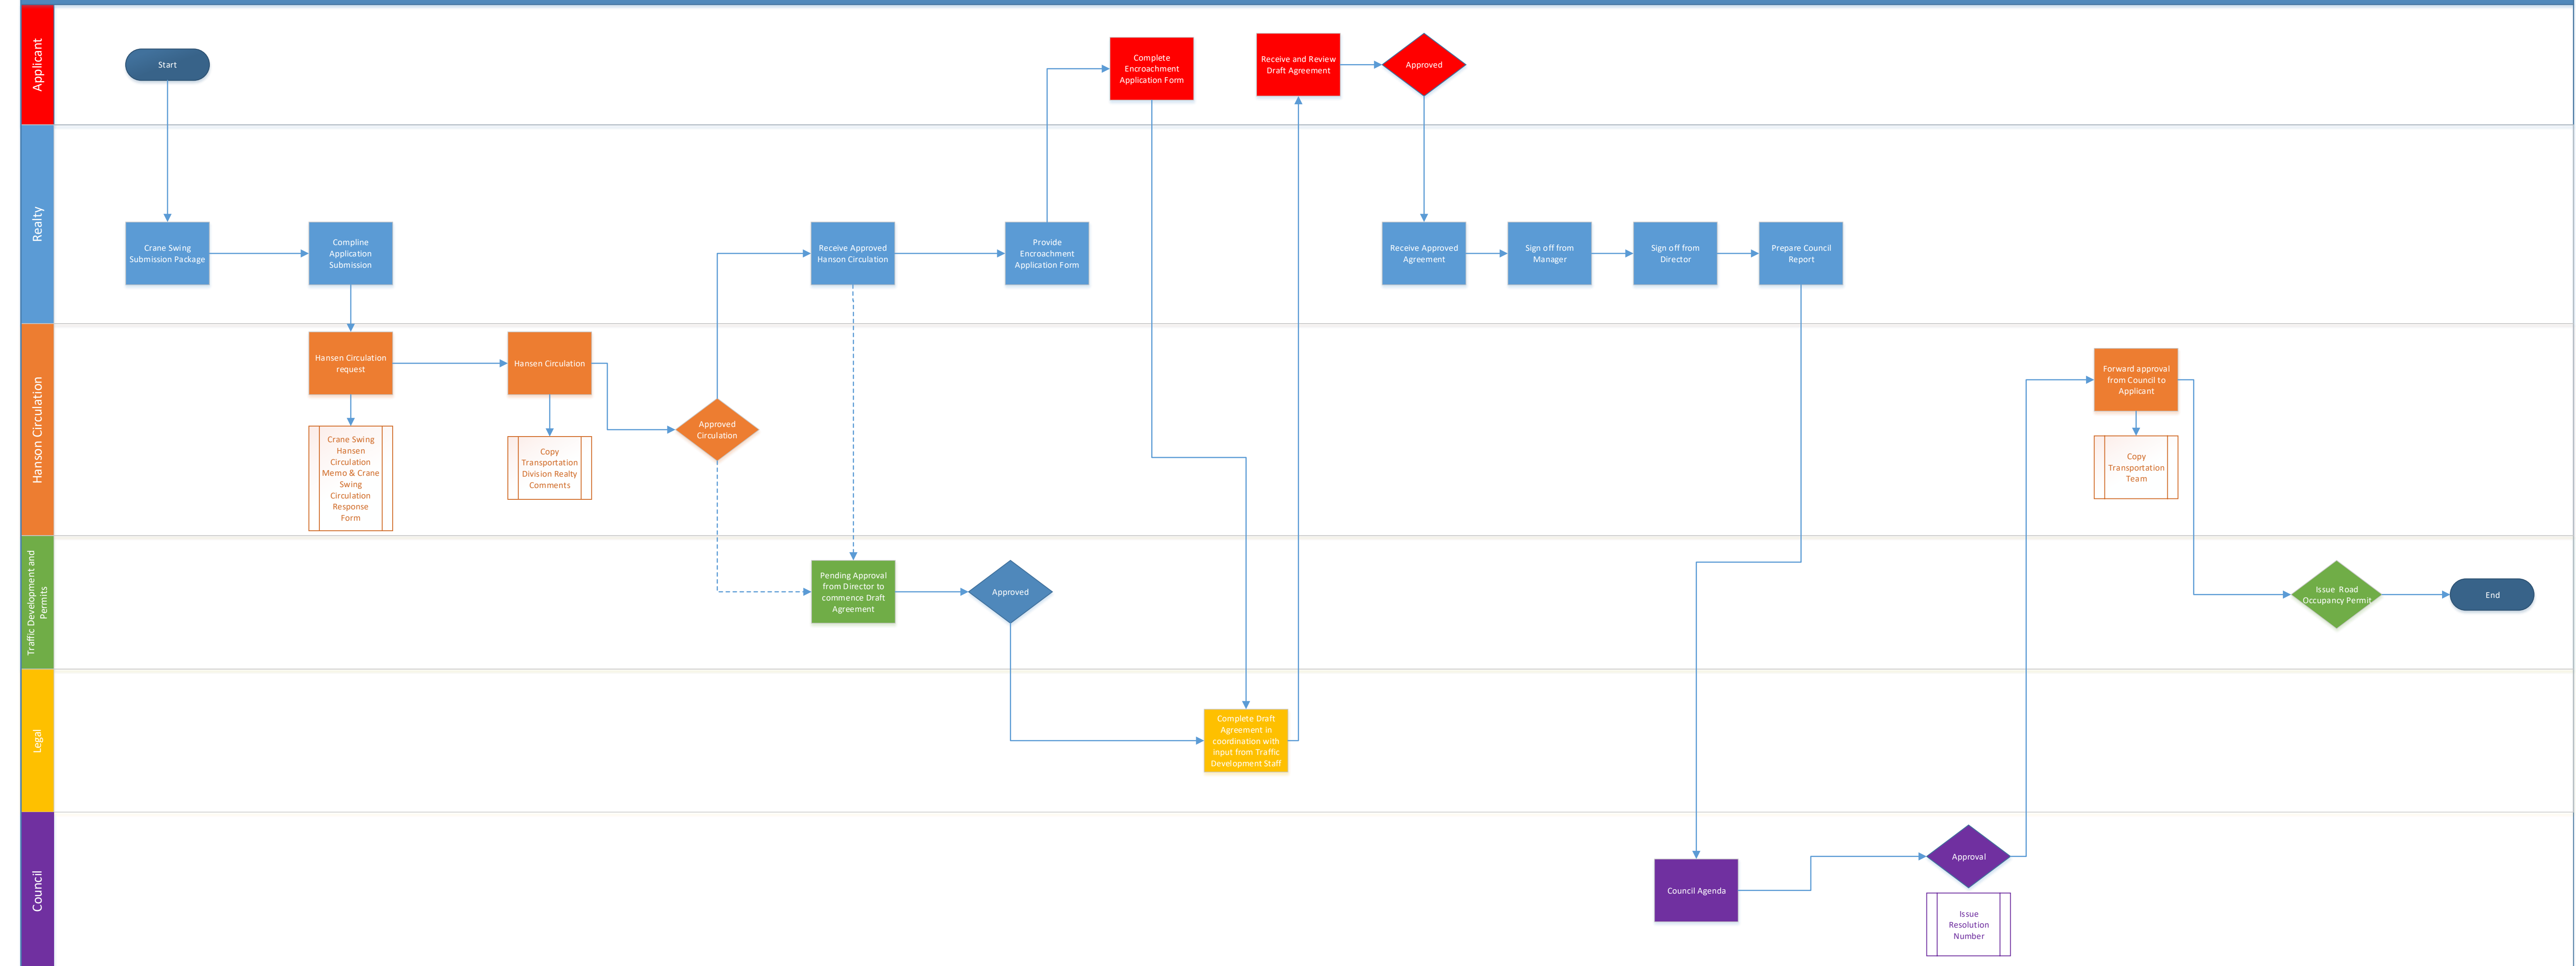 Applicant
Start
Complete
Encroachment
Application Form
Receive and Review
Draft Agreement
Approved
Realty
Crane Swing
Submission Package
Compline
Application
Submission
Receive Approved
Hanson Circulation
Provide
Encroachment
Application Form
Receive Approved
Agreement
Sign off from
Manager
Sign off from
Director
Prepare Council
Report
Hanson Circulation
Hansen Circulation
request
Hansen Circulation
Approved
Circulation
Crane Swing
Hansen
Circulation
Memo & Crane
Swing
Circulation
Response
Form
Copy
Transportation
Division Realty
Comments
Forward approval
from Council to
Applicant
Copy
Transportation
Team
Traffic Development and
Permits
Pending Approval
from Director to
commence Draft
Agreement
Approved
Issue Road
Occupancy Permit
End
Legal
Complete Draft
Agreement in
coordination with
input from Traffic
Development Staff
Council
Council Agenda
Approval
Issue
Resolution
Number